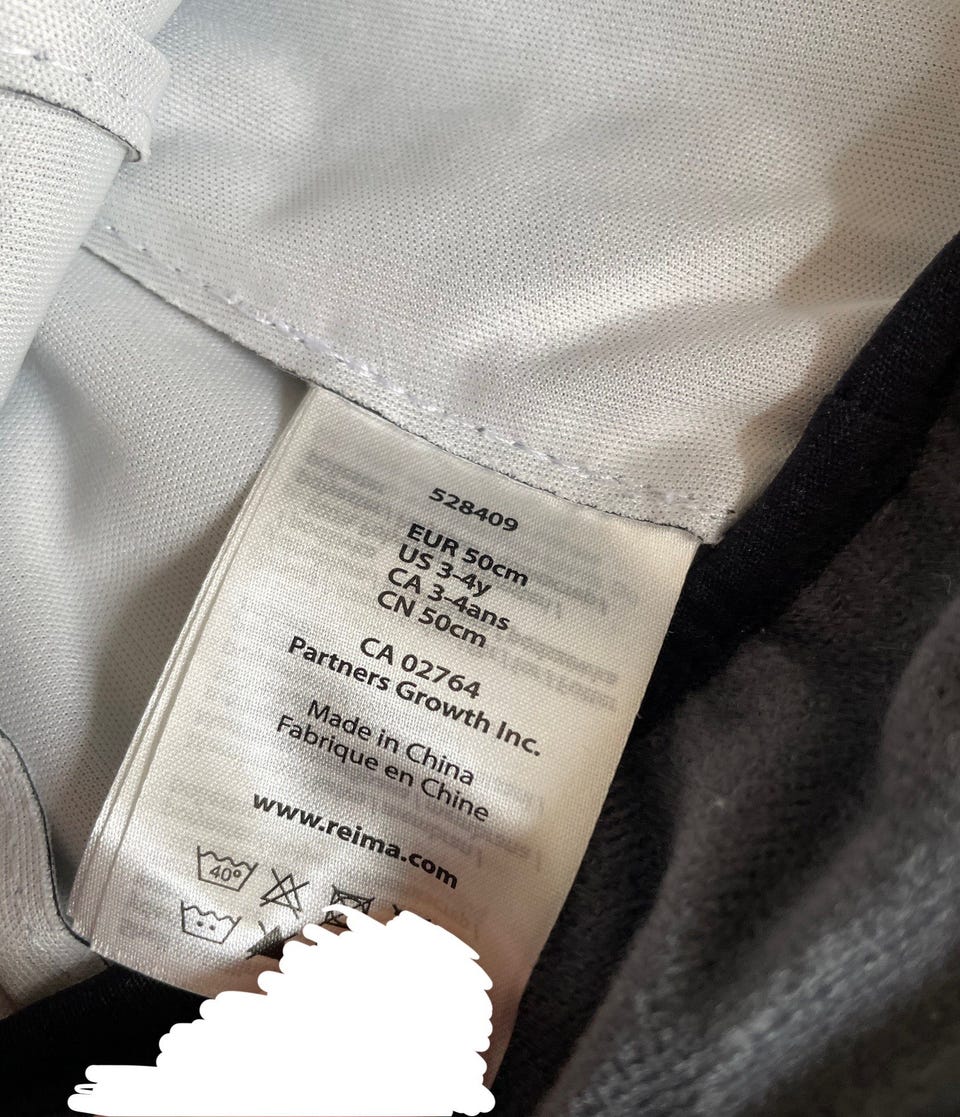 528409
EUR 50cm
US 3-4y
CA 3-4ans
CN 50cm
CA 02764
Partners Growth Inc.
Made in China
Fabrique en Chine
www.reima.com
40°